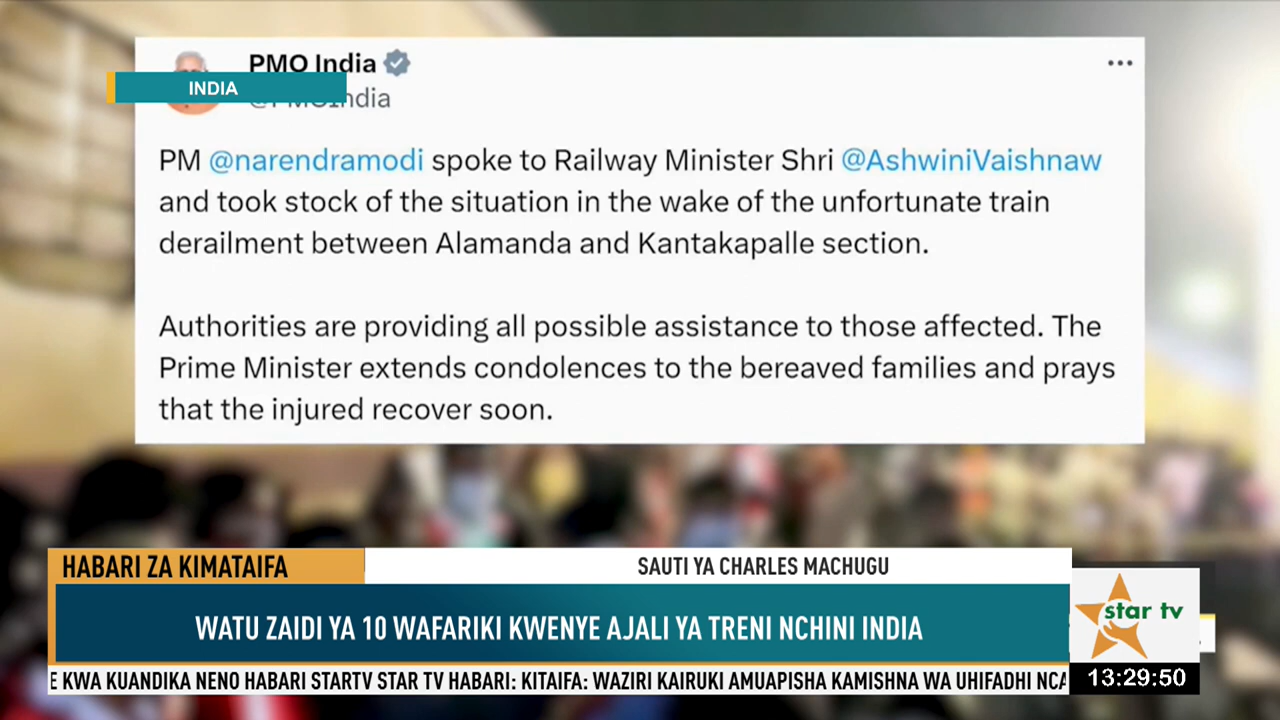 PMO India
INDIA
PM @narendramodi spoke to Railway Minister Shri @AshwiniVaishnaw
and took stock of the situation in the wake of the unfortunate train
derailment between Alamanda and Kantakapalle section.
Authorities are providing all possible assistance to those affected. The
Prime Minister extends condolences to the bereaved families and prays
that the injured recover soon.
HABARI ZA KIMATAIFA
SAUTI YA CHARLES MACHUGU
WATU ZAIDI YA 10 WAFARIKI KWENYE AJALI YA TRENI NCHINI INDIA
star tv
E KWA KUANDIKA NENO HABARI STARTV STAR TV HABARI: KITAIFA: WAZIRI KAIRUKI AMUAPISHA KAMISHNA WA UHIFADHI NCA
13:29:50